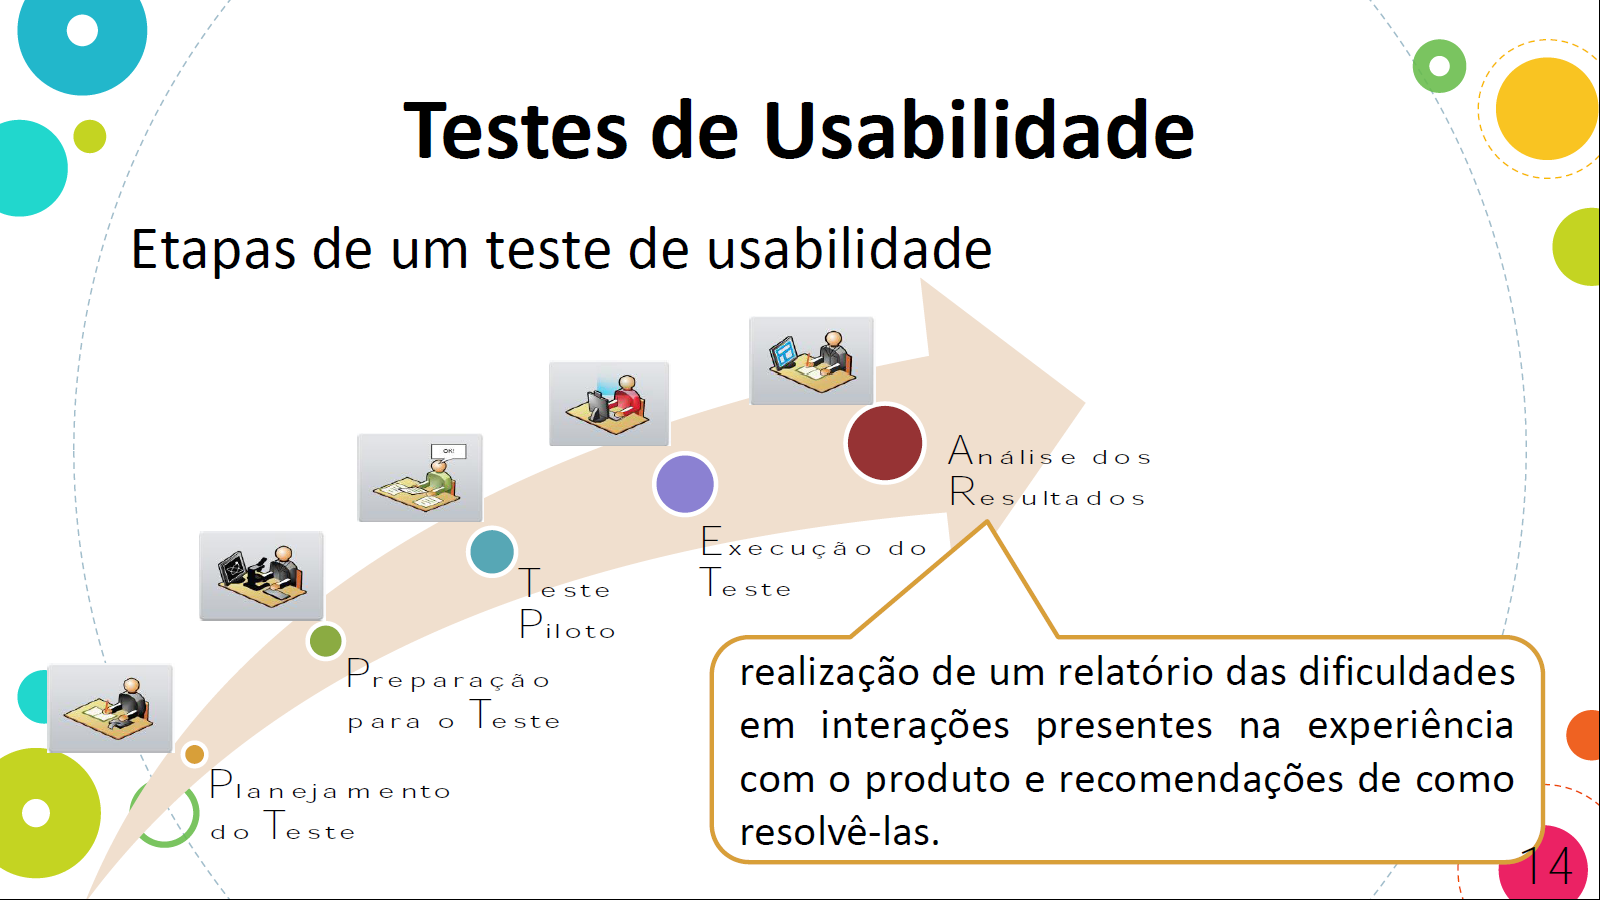 Testes de Usabilidade
Etapas de um teste de usabilidade
OK!
Planejamento
do Teste
Preparação
para o Teste
Teste
Piloto
Execução do
Teste
Análise dos
Resultados
realização de um relatório das dificuldades
em interações presentes na experiência
com o produto e recomendações de como
resolvê-las.
14